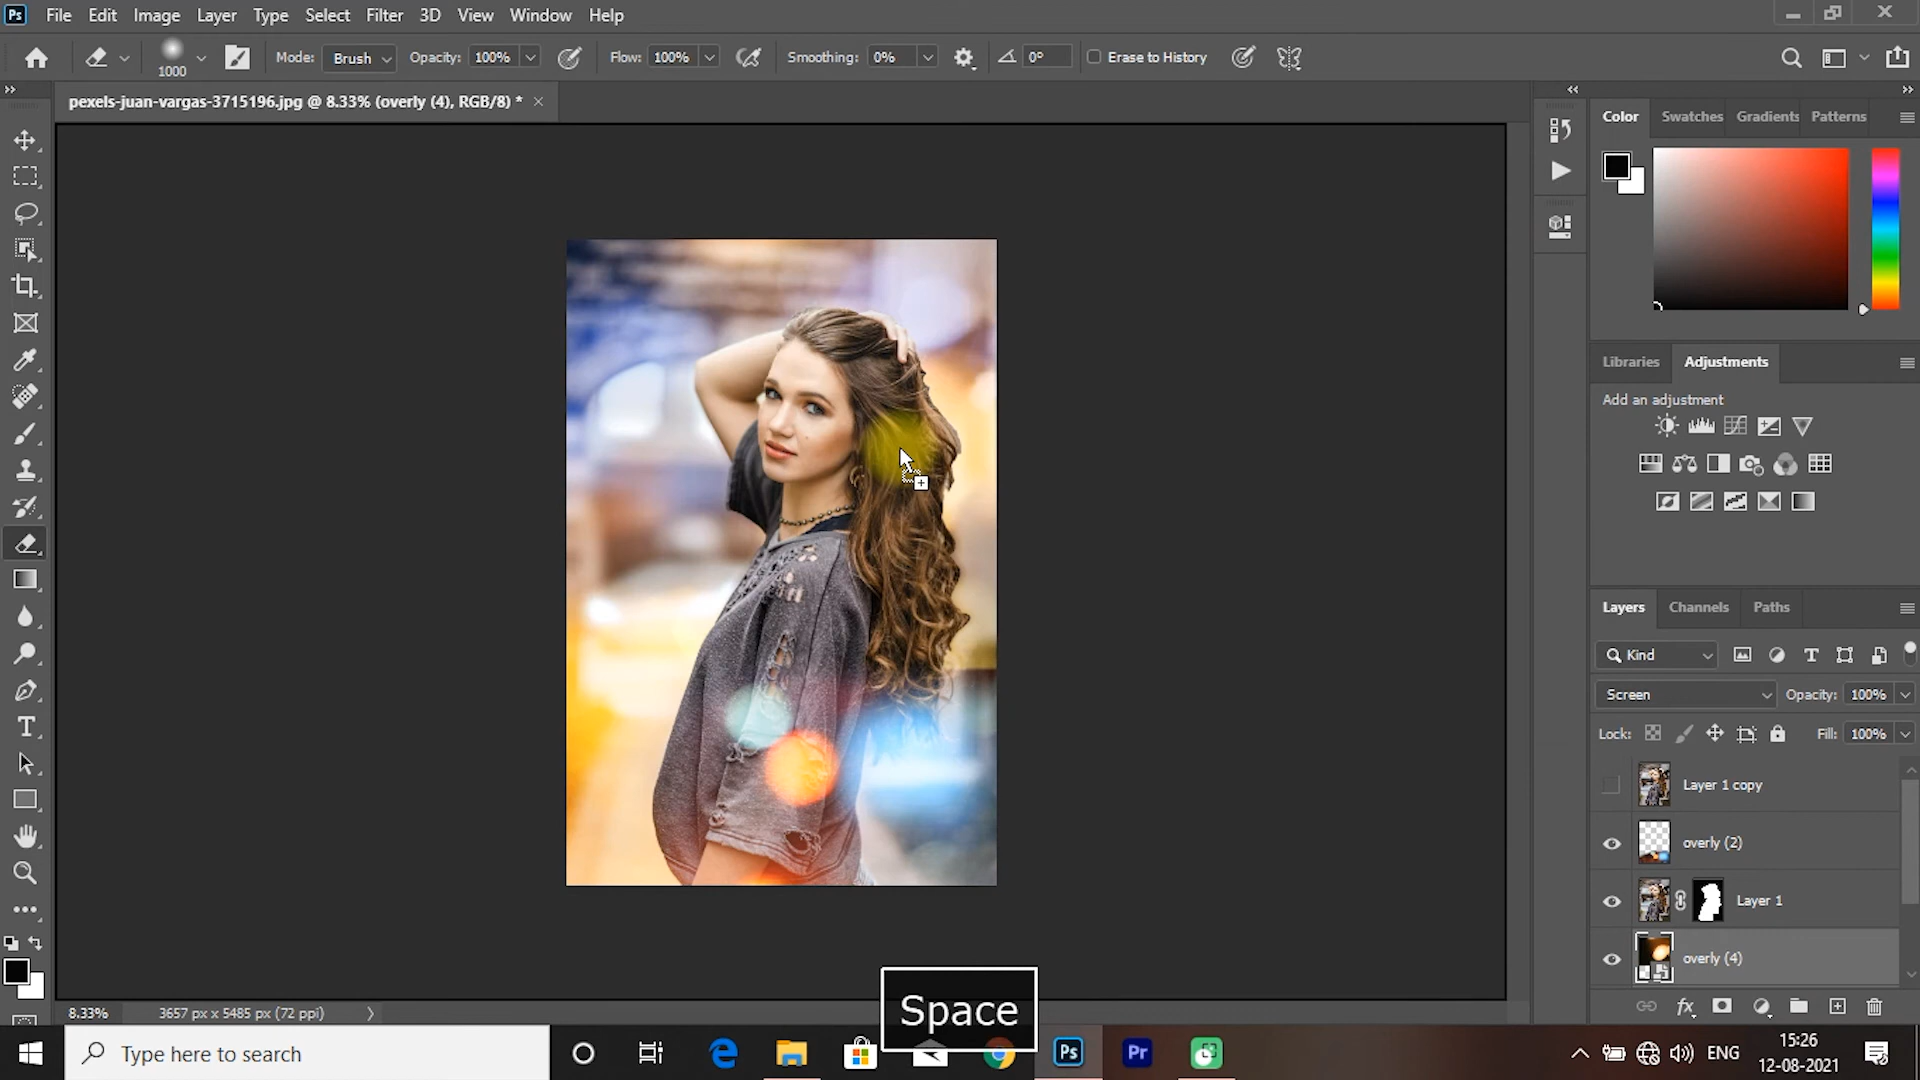 Ps File Edit Image Layer Type Select Filter 3D View Window Help
1000 Mode: Brush Opacity: 100% Flow: 100% Smoothing: 0% 0° Erase to History
pexels-juan-vargas-3715196.jpg @ 8.33% (overly (4), RGB/8) *
Color Swatches Gradients Patterns
Libraries Adjustments
Add an adjustment
Layers Channels Paths
Kind
Screen Opacity: 100%
Lock: Fill: 100%
Layer 1 copy
overly (2)
Layer 1
overly (4)
8.33% 3657 px x 5485 px (72 ppi)
Space
Type here to search
Ps Pr
ENG
15:26
12-08-2021